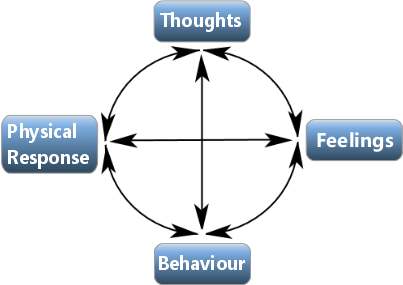 Thoughts
Physical
Response
Feelings
Behaviour